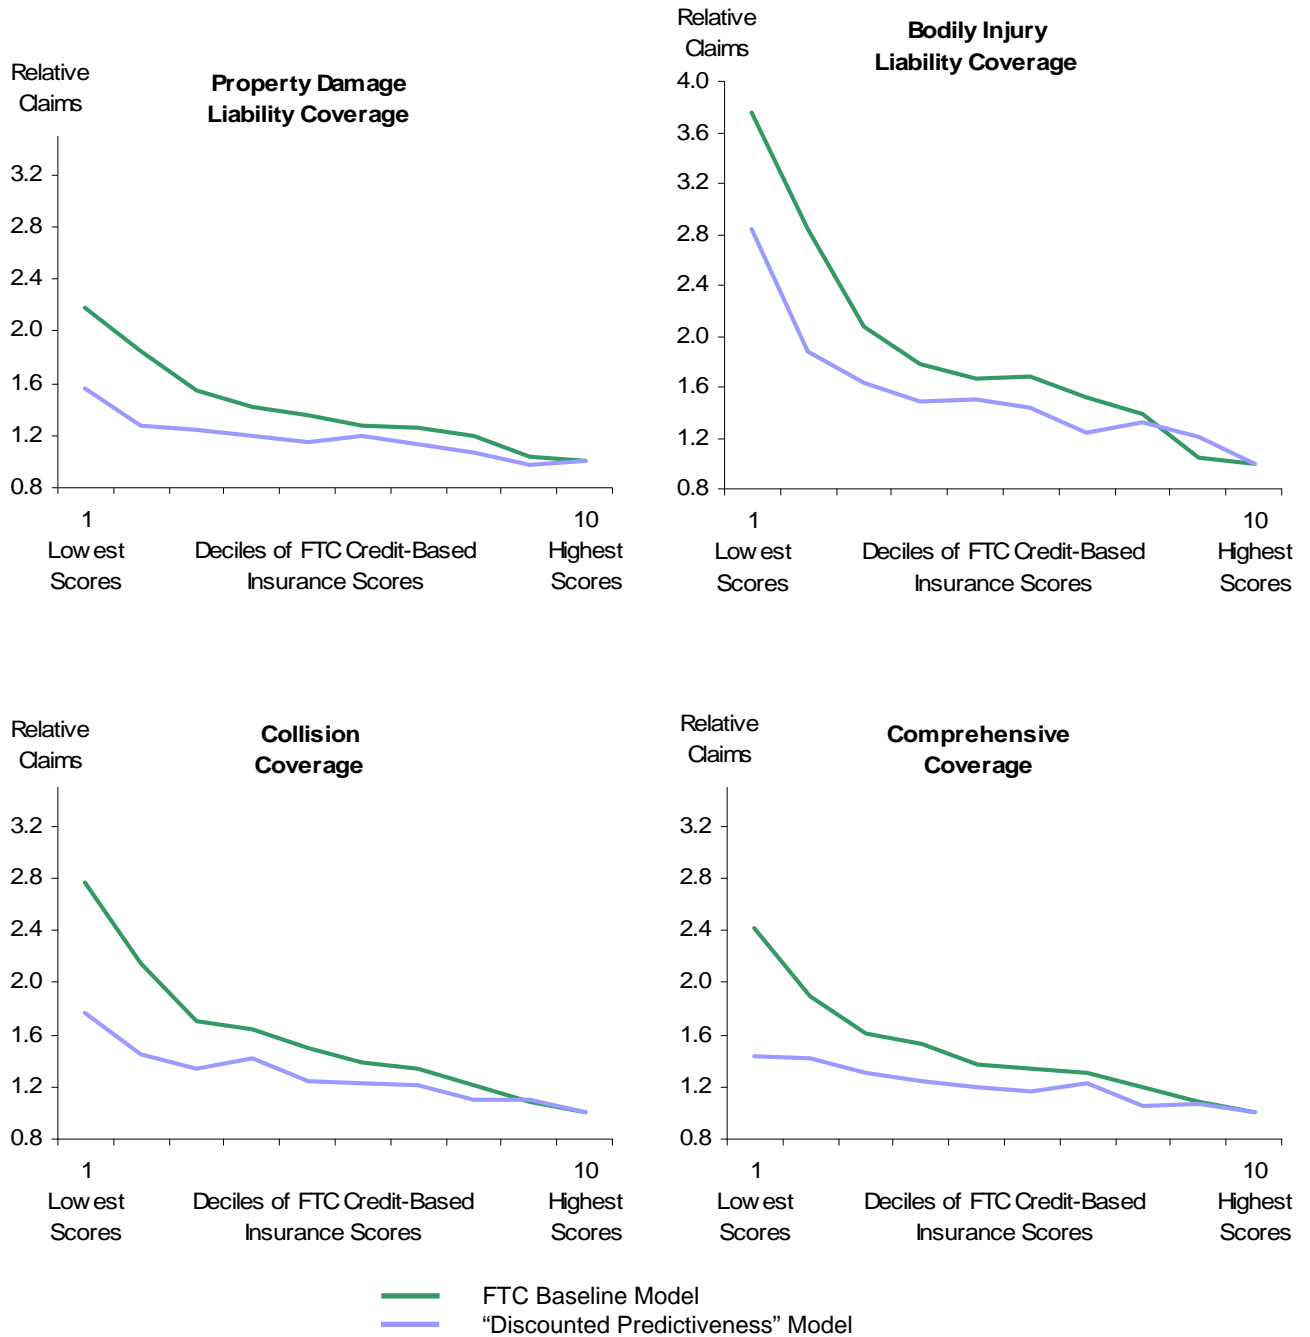 Relative
Claims
Property Damage
Liability Coverage
3.2
2.8
2.4
2.0
1.6
1.2
0.8
1
10
Lowest
Scores
Deciles of FTC Credit-Based
Insurance Scores
Highest
Scores
Relative
Claims
Bodily Injury
Liability Coverage
4.0
3.6
3.2
2.8
2.4
2.0
1.6
1.2
0.8
1
10
Lowest
Scores
Deciles of FTC Credit-Based
Insurance Scores
Highest
Scores
Relative
Claims
Collision
Coverage
3.2
2.8
2.4
2.0
1.6
1.2
0.8
1
10
Lowest
Scores
Deciles of FTC Credit-Based
Insurance Scores
Highest
Scores
Relative
Claims
Comprehensive
Coverage
3.2
2.8
2.4
2.0
1.6
1.2
0.8
1
10
Lowest
Scores
Deciles of FTC Credit-Based
Insurance Scores
Highest
Scores
FTC Baseline Model
“Discounted Predictiveness” Model